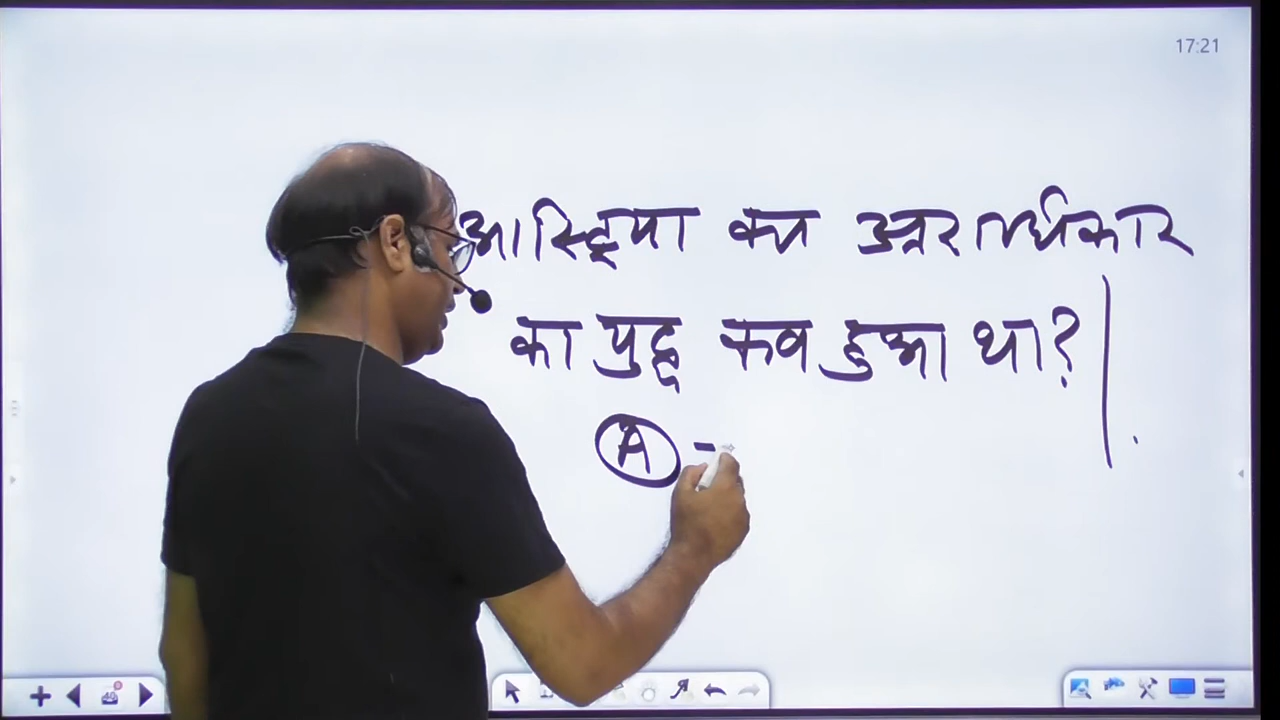 17:21
आस्ट्रिया का उत्तराधिकार
का युद्ध कब हुआ था?
A -